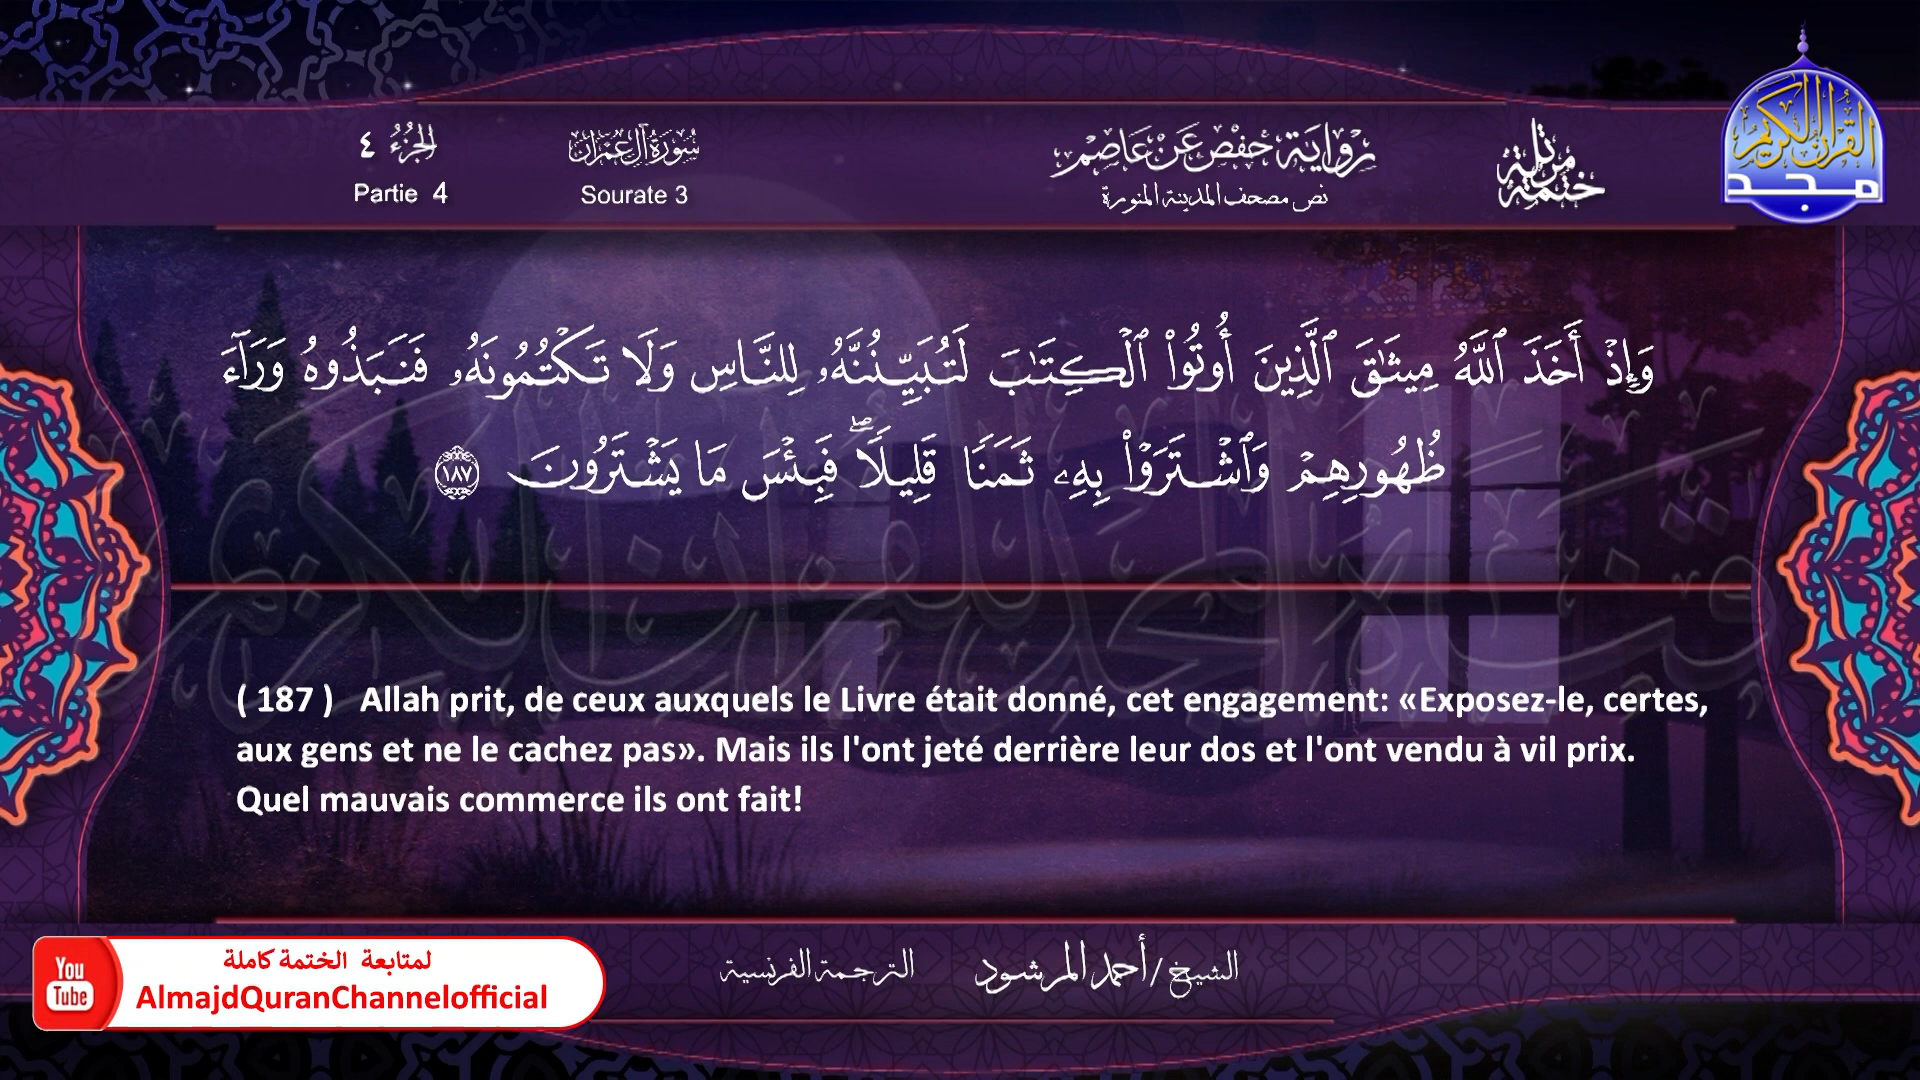 الجزء ٤
Partie 4
سورة آل عمران
Sourate 3
رواية حفص عن عاصم
نص مصحف المدينة المنورة
ختمة مرتلة
القرآن الكريم
مجد
وَإِذْ أَخَذَ ٱللَّهُ مِيثَٰقَ ٱلَّذِينَ أُوتُوا۟ ٱلْكِتَٰبَ لَتُبَيِّنُنَّهُۥ لِلنَّاسِ وَلَا تَكْتُمُونَهُۥ فَنَبَذُوهُ وَرَآءَ
ظُهُورِهِمْ وَٱشْتَرَوْا۟ بِهِۦ ثَمَنًا قَلِيلًا ۖ فَبِئْسَ مَا يَشْتَرُونَ ١٨٧
قناة المجد للقرآن الكريم
( 187 ) Allah prit, de ceux auxquels le Livre était donné, cet engagement: «Exposez-le, certes,
aux gens et ne le cachez pas». Mais ils l'ont jeté derrière leur dos et l'ont vendu à vil prix.
Quel mauvais commerce ils ont fait!
الشيخ / أحمد المرشود
الترجمة الفرنسية
You
Tube
لمتابعة الختمة كاملة
AlmajdQuranChannelofficial